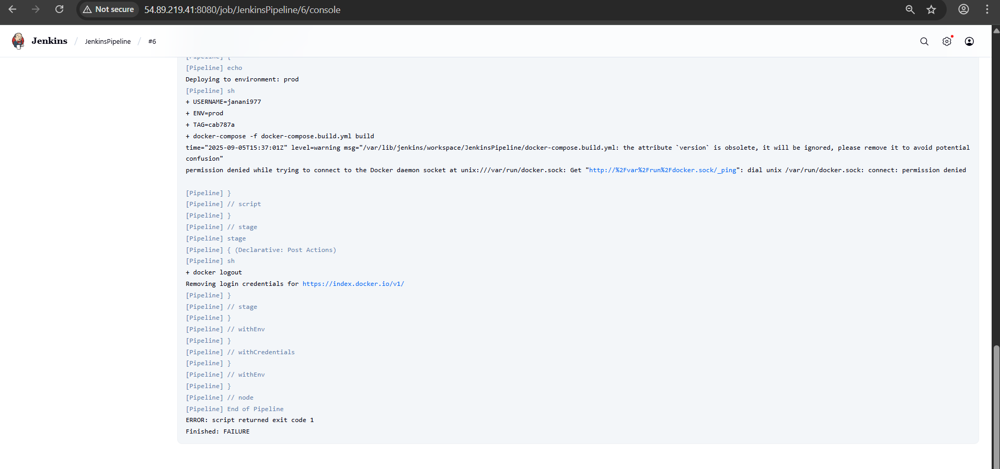 Not secure 54.89.219.41:8080/job/JenkinsPipeline/6/console
Jenkins / JenkinsPipeline / #6
[Pipeline] {
[Pipeline] echo
Deploying to environment: prod
[Pipeline] sh
+ USERNAME=janani977
+ ENV=prod
+ TAG=cab787a
+ docker-compose -f docker-compose.build.yml build
time="2025-09-05T15:37:01Z" level=warning msg="/var/lib/jenkins/workspace/JenkinsPipeline/docker-compose.build.yml: the attribute `version` is obsolete, it will be ignored, please remove it to avoid potential
confusion"
permission denied while trying to connect to the Docker daemon socket at unix:///var/run/docker.sock: Get "http://%2Fvar%2Frun%2Fdocker.sock/_ping": dial unix /var/run/docker.sock: connect: permission denied
[Pipeline] }
[Pipeline] // script
[Pipeline] }
[Pipeline] // stage
[Pipeline] stage
[Pipeline] { (Declarative: Post Actions)
[Pipeline] sh
+ docker logout
Removing login credentials for https://index.docker.io/v1/
[Pipeline] }
[Pipeline] // stage
[Pipeline] }
[Pipeline] // withEnv
[Pipeline] }
[Pipeline] // withCredentials
[Pipeline] }
[Pipeline] // withEnv
[Pipeline] }
[Pipeline] // node
[Pipeline] End of Pipeline
ERROR: script returned exit code 1
Finished: FAILURE